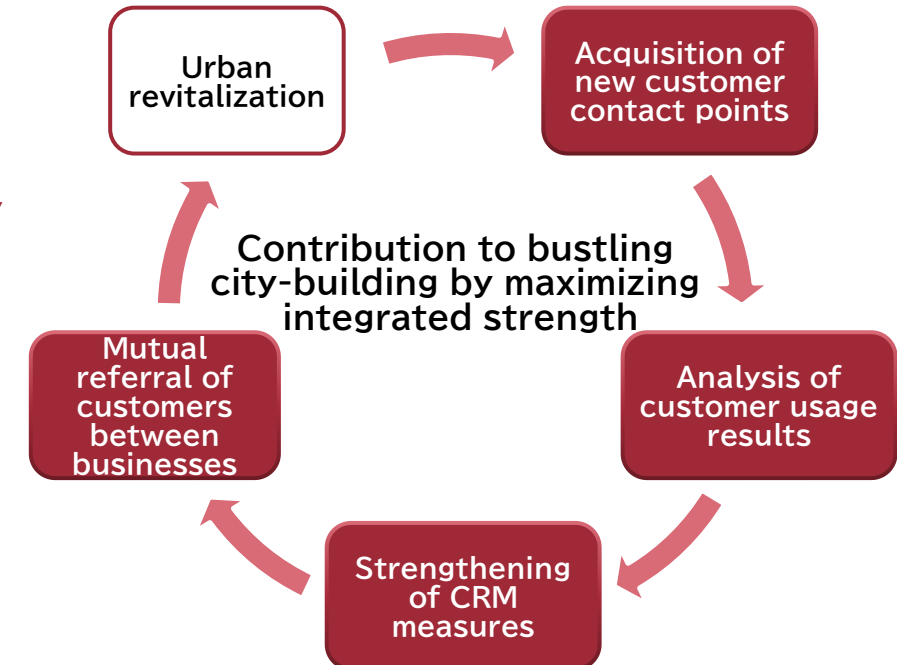 Urban
revitalization
Acquisition of
new customer
contact points
Contribution to bustling
city-building by maximizing
integrated strength
Mutual
referral of
customers
between
businesses
Analysis of
customer usage
results
Strengthening
of CRM
measures